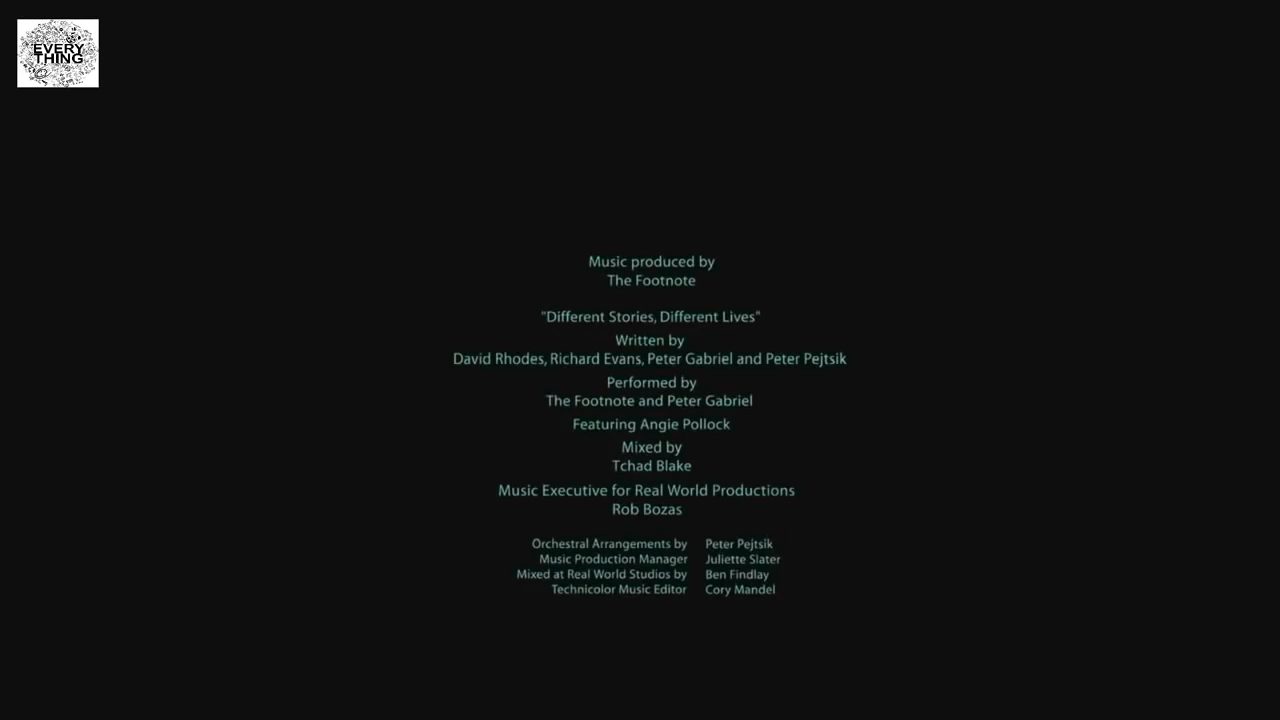 EVERY
THING
Music produced by
The Footnote
"Different Stories, Different Lives"
Written by
David Rhodes, Richard Evans, Peter Gabriel and Peter Pejtsik
Performed by
The Footnote and Peter Gabriel
Featuring Angie Pollock
Mixed by
Tchad Blake
Music Executive for Real World Productions
Rob Bozas
Orchestral Arrangements by Peter Pejtsik
Music Production Manager Juliette Slater
Mixed at Real World Studios by Ben Findlay
Technicolor Music Editor Cory Mandel